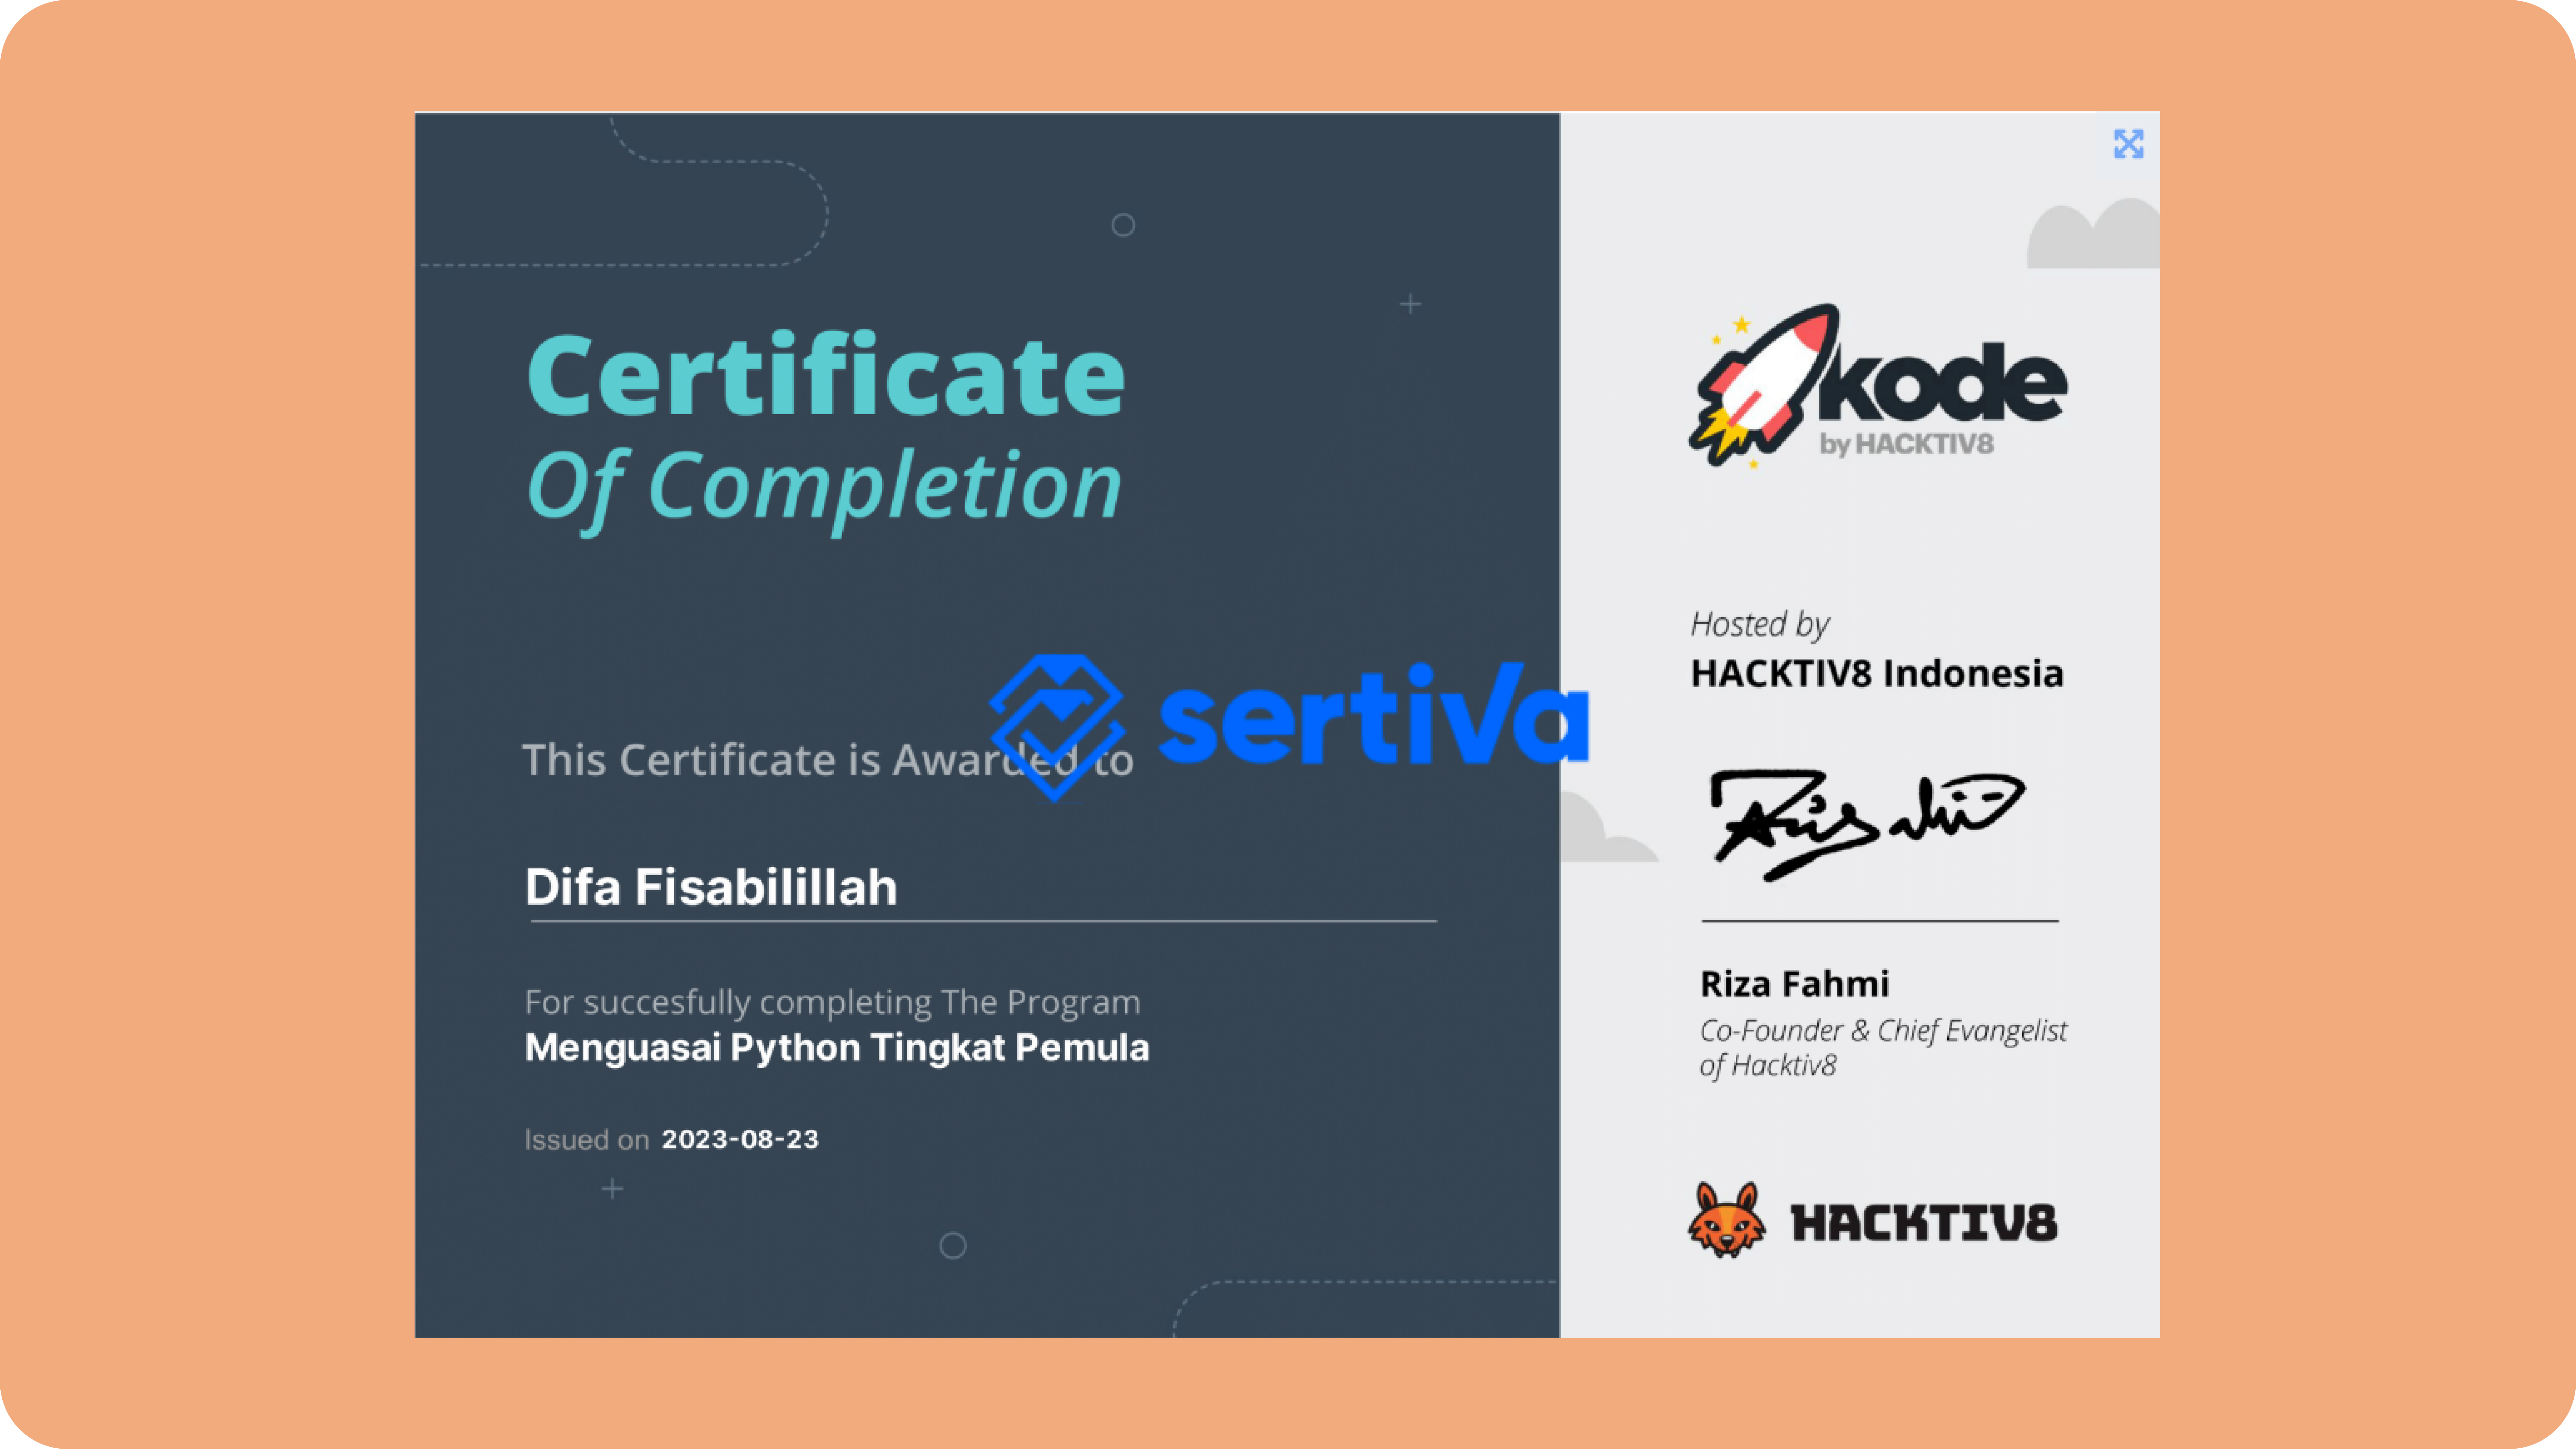 Certificate
Of Completion
This Certificate is Awarded to
Difa Fisabilillah
For succesfully completing The Program
Menguasai Python Tingkat Pemula
Issued on 2023-08-23
sertiva
kode
by HACKTIV8
Hosted by
HACKTIV8 Indonesia
Riza Fahmi
Co-Founder & Chief Evangelist
of Hacktiv8
HACKTIV8